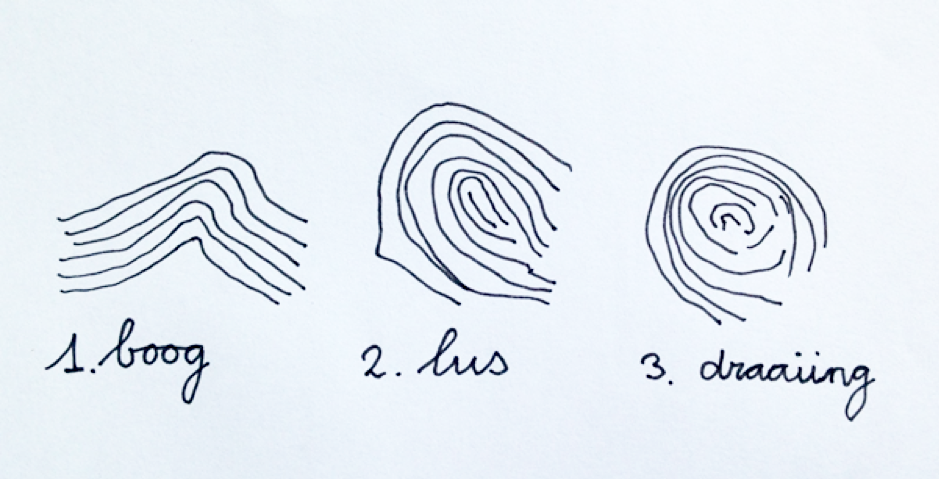 1. boog
2. lus
3. draaiing